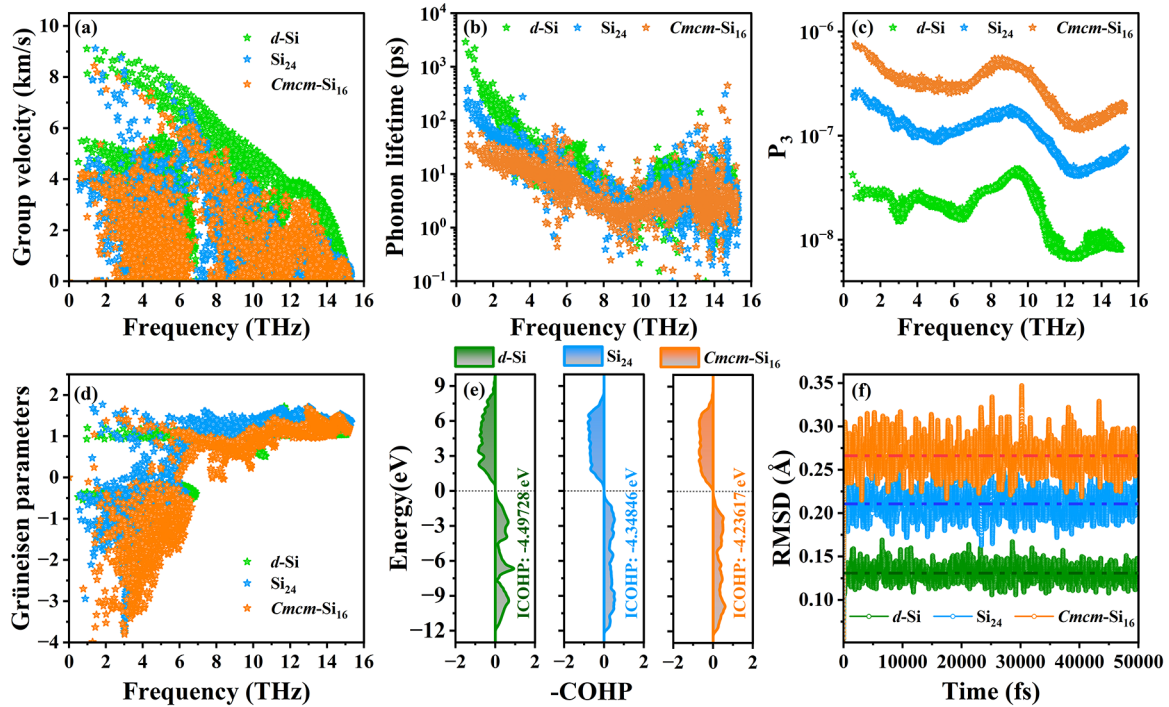 (a)
d-Si
Si24
Cmcm-Si16
Group velocity (km/s)
10
8
6
4
2
0
0 2 4 6 8 10 12 14 16
Frequency (THz)
(b)
d-Si Si24 Cmcm-Si16
Phonon lifetime (ps)
10^4
10^3
10^2
10^1
10^0
10^-1
0 2 4 6 8 10 12 14 16
Frequency (THz)
(c)
d-Si Si24 Cmcm-Si16
P3
10^-6
10^-7
10^-8
0 2 4 6 8 10 12 14 16
Frequency (THz)
(d)
d-Si
Si24
Cmcm-Si16
Grüneisen parameters
2
1
0
−1
−2
−3
−4
0 2 4 6 8 10 12 14 16
Frequency (THz)
d-Si Si24 Cmcm-Si16
(e)
Energy(eV)
9
6
3
0
−3
−6
−9
−12
ICOHP: -4.49728 eV
ICOHP: -4.34846 eV
ICOHP: -4.23617 eV
−2 0 2 −2 0 2 −2 0 2
-COHP
(f)
RMSD (Å)
0.35
0.30
0.25
0.20
0.15
0.10
d-Si Si24 Cmcm-Si16
0 10000 20000 30000 40000 50000
Time (fs)